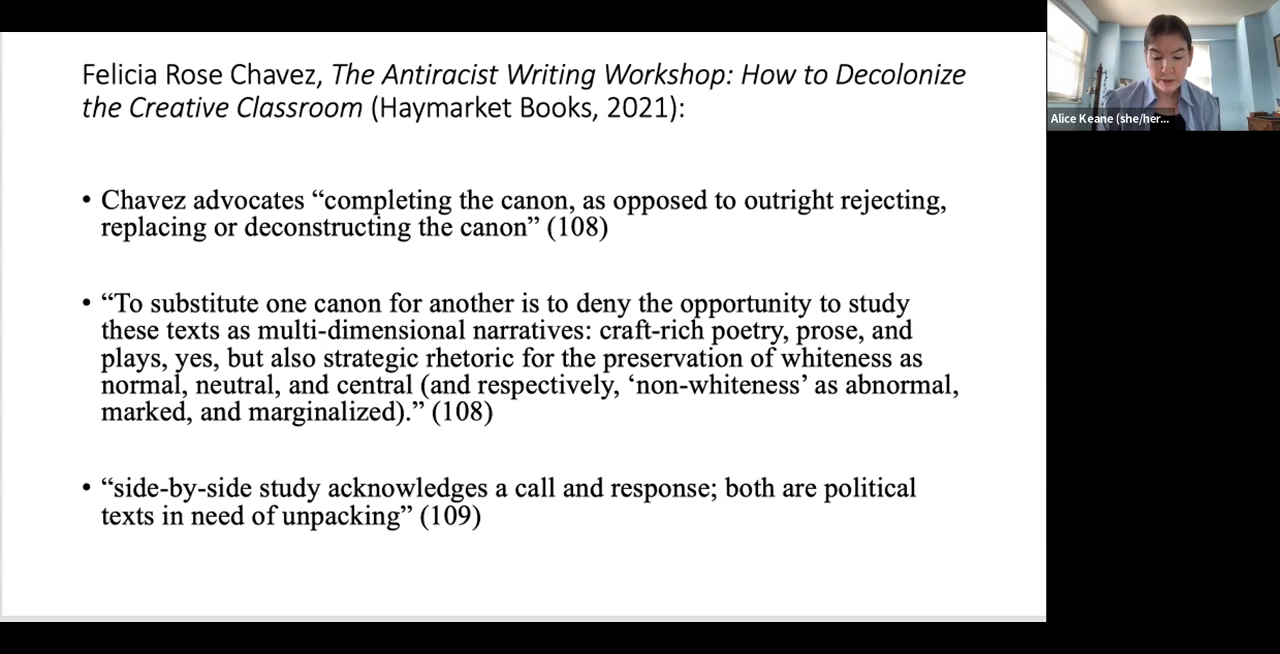 Felicia Rose Chavez, The Antiracist Writing Workshop: How to Decolonize
the Creative Classroom (Haymarket Books, 2021):
• Chavez advocates “completing the canon, as opposed to outright rejecting,
replacing or deconstructing the canon” (108)
• “To substitute one canon for another is to deny the opportunity to study
these texts as multi-dimensional narratives: craft-rich poetry, prose, and
plays, yes, but also strategic rhetoric for the preservation of whiteness as
normal, neutral, and central (and respectively, ‘non-whiteness’ as abnormal,
marked, and marginalized).” (108)
• “side-by-side study acknowledges a call and response; both are political
texts in need of unpacking” (109)
Alice Keane (she/her...